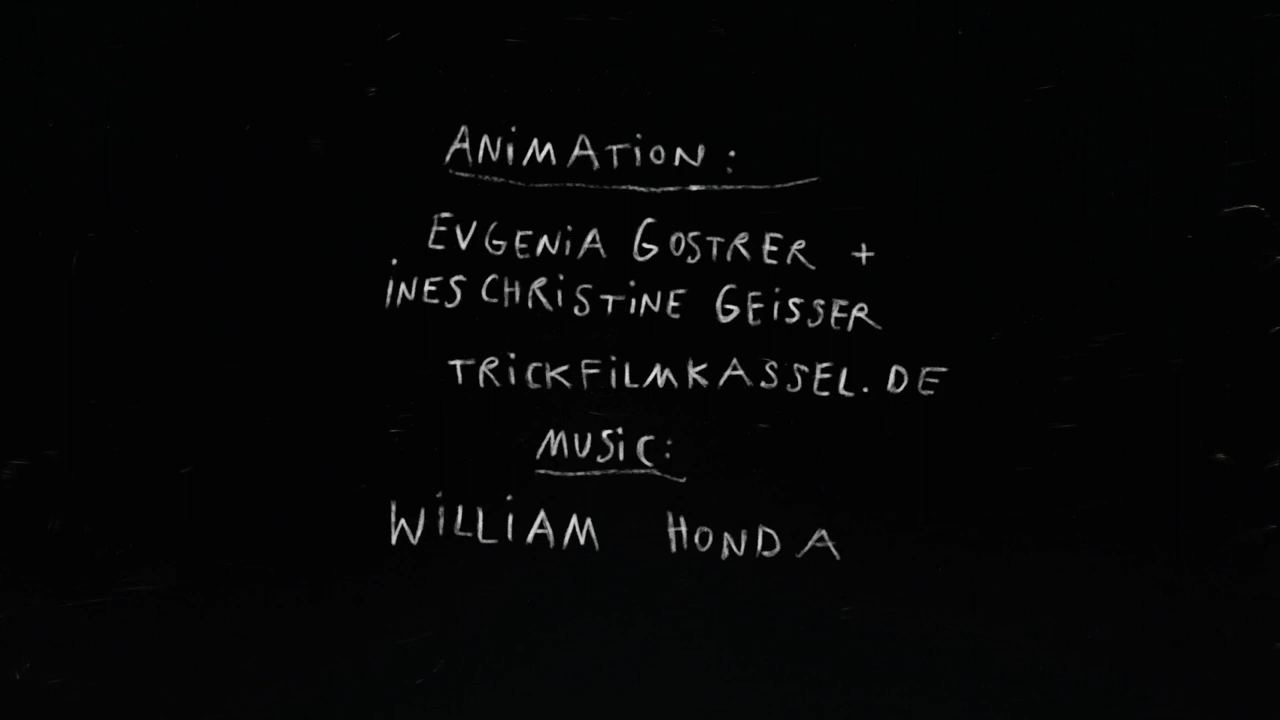 ANiMATiON:
EVGENiA GOSTRER +
iNES CHRiSTiNE GEiSSER
TRiCKFiLMKASSEL.DE
MUSiC:
WiLLiAM HONDA